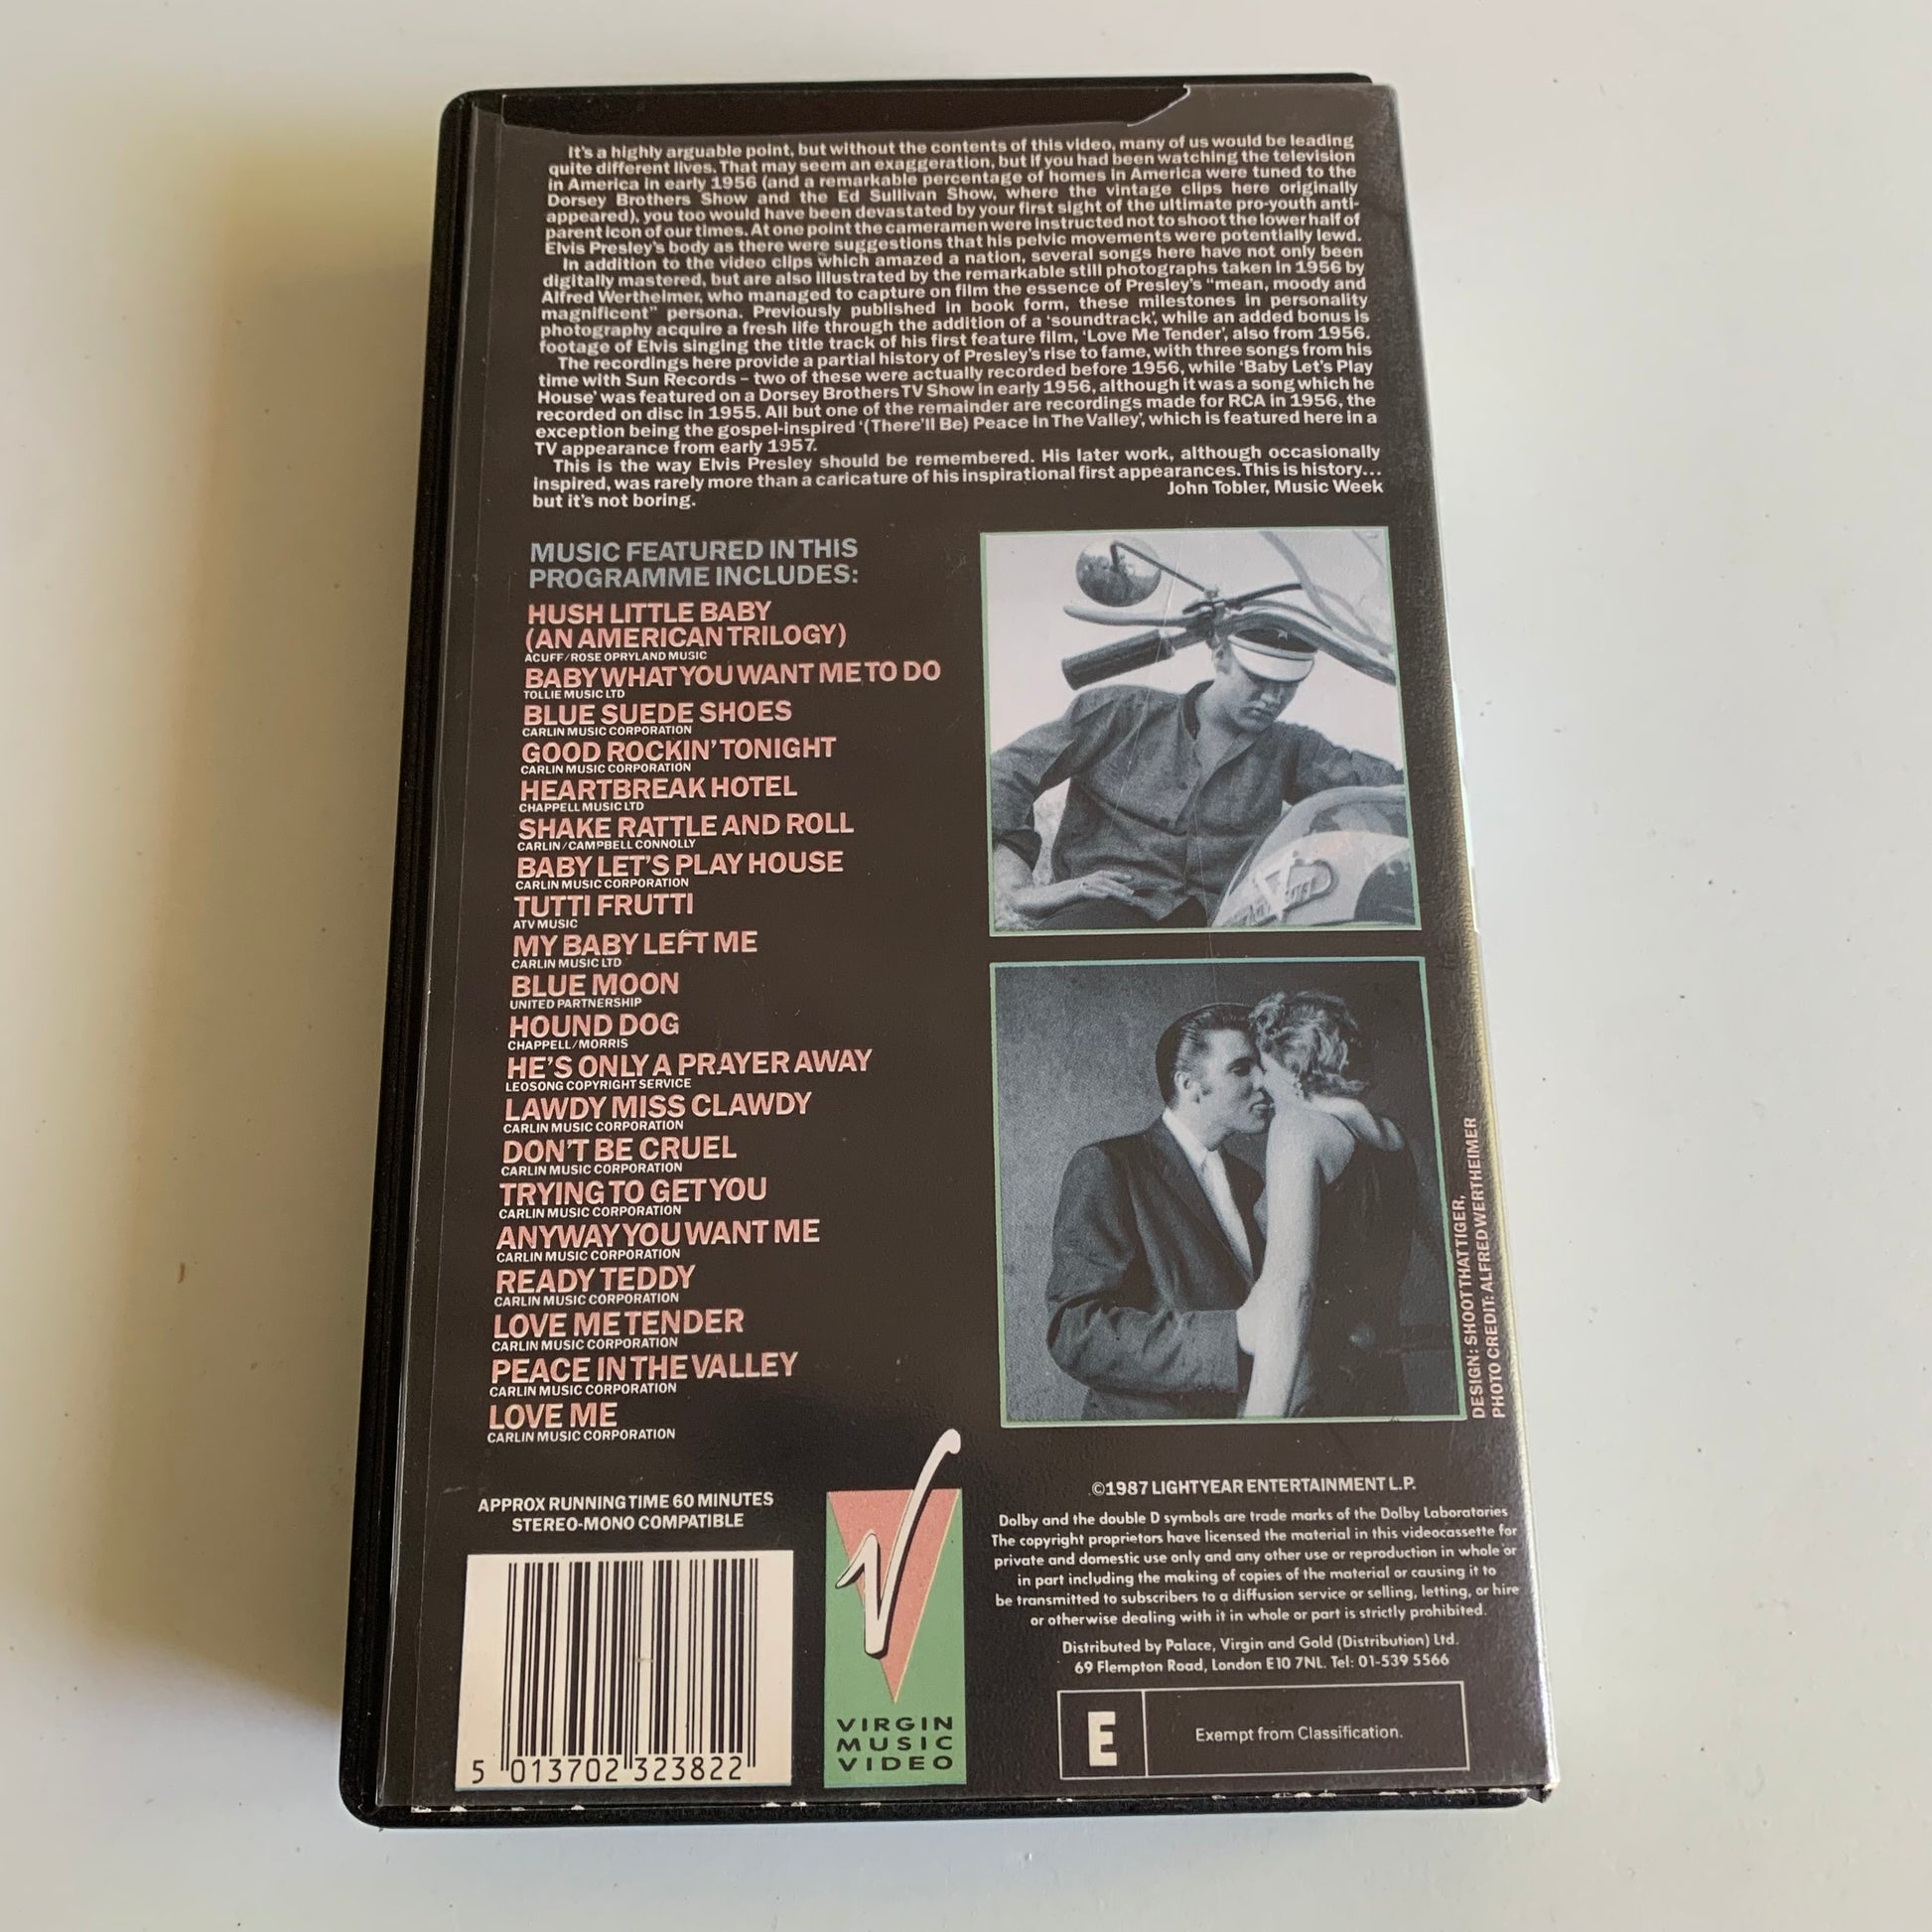 It's a highly arguable point, but without the contents of this video, many of us would be leading
quite different lives. That may seem an exaggeration, but if you had been watching the television
in America in early 1956 (and a remarkable percentage of homes in America were tuned to the
Dorsey Brothers Show and the Ed Sullivan Show, where the vintage clips here originally
appeared), you too would have been devastated by your first sight of the ultimate pro-youth anti-
parent icon of our times. At one point the cameramen were instructed not to shoot the lower half of
Elvis Presley's body as there were suggestions that his pelvic movements were potentially lewd.
In addition to the video clips which amazed a nation, several songs here have not only been
digitally mastered, but are also illustrated by the remarkable still photographs taken in 1956 by
Alfred Wertheimer, who managed to capture on film the essence of Presley's "mean, moody and
magnificent" persona. Previously published in book form, these milestones in personality
photography acquire a fresh life through the addition of a 'soundtrack', while an added bonus is
footage of Elvis singing the title track of his first feature film, 'Love Me Tender', also from 1956.
The recordings here provide a partial history of Presley's rise to fame, with three songs from his
time with Sun Records – two of these were actually recorded before 1956, while 'Baby Let's Play
House' was featured on a Dorsey Brothers TV Show in early 1956, although it was a song which he
recorded on disc in 1955. All but one of the remainder are recordings made for RCA in 1956, the
exception being the gospel-inspired '(There'll Be) Peace In The Valley', which is featured here in a
TV appearance from early 1957.
This is the way Elvis Presley should be remembered. His later work, although occasionally
inspired, was rarely more than a caricature of his inspirational first appearances. This is history...
but it's not boring.
John Tobler, Music Week
MUSIC FEATURED IN THIS
PROGRAMME INCLUDES:
HUSH LITTLE BABY
(AN AMERICAN TRILOGY)
ACUFF/ROSE OPRYLAND MUSIC
BABY WHAT YOU WANT ME TO DO
TOLLIE MUSIC LTD
BLUE SUEDE SHOES
CARLIN MUSIC CORPORATION
GOOD ROCKIN' TONIGHT
CARLIN MUSIC CORPORATION
HEARTBREAK HOTEL
CHAPPELL MUSIC LTD
SHAKE RATTLE AND ROLL
CARLIN/CAMPBELL CONNOLLY
BABY LET'S PLAY HOUSE
CARLIN MUSIC CORPORATION
TUTTI FRUTTI
ATV MUSIC
MY BABY LEFT ME
CARLIN MUSIC LTD
BLUE MOON
UNITED PARTNERSHIP
HOUND DOG
CHAPPELL/MORRIS
HE'S ONLY A PRAYER AWAY
LEOSONG COPYRIGHT SERVICE
LAWDY MISS CLAWDY
CARLIN MUSIC CORPORATION
DON'T BE CRUEL
CARLIN MUSIC CORPORATION
TRYING TO GET YOU
CARLIN MUSIC CORPORATION
ANYWAY YOU WANT ME
CARLIN MUSIC CORPORATION
READY TEDDY
CARLIN MUSIC CORPORATION
LOVE ME TENDER
CARLIN MUSIC CORPORATION
PEACE IN THE VALLEY
CARLIN MUSIC CORPORATION
LOVE ME
CARLIN MUSIC CORPORATION
DESIGN: SHOOT THAT TIGER,
PHOTO CREDIT: ALFRED WERTHEIMER
APPROX RUNNING TIME 60 MINUTES
STEREO-MONO COMPATIBLE
5 013702 323822
V
VIRGIN
MUSIC
VIDEO
©1987 LIGHTYEAR ENTERTAINMENT L.P.
Dolby and the double D symbols are trade marks of the Dolby Laboratories
The copyright proprietors have licensed the material in this videocassette for
private and domestic use only and any other use or reproduction in whole or
in part including the making of copies of the material or causing it to
be transmitted to subscribers to a diffusion service or selling, letting, or hire
or otherwise dealing with it in whole or part is strictly prohibited.
Distributed by Palace, Virgin and Gold (Distribution) Ltd.
69 Flempton Road, London E10 7NL. Tel: 01-539 5566
E
Exempt from Classification.